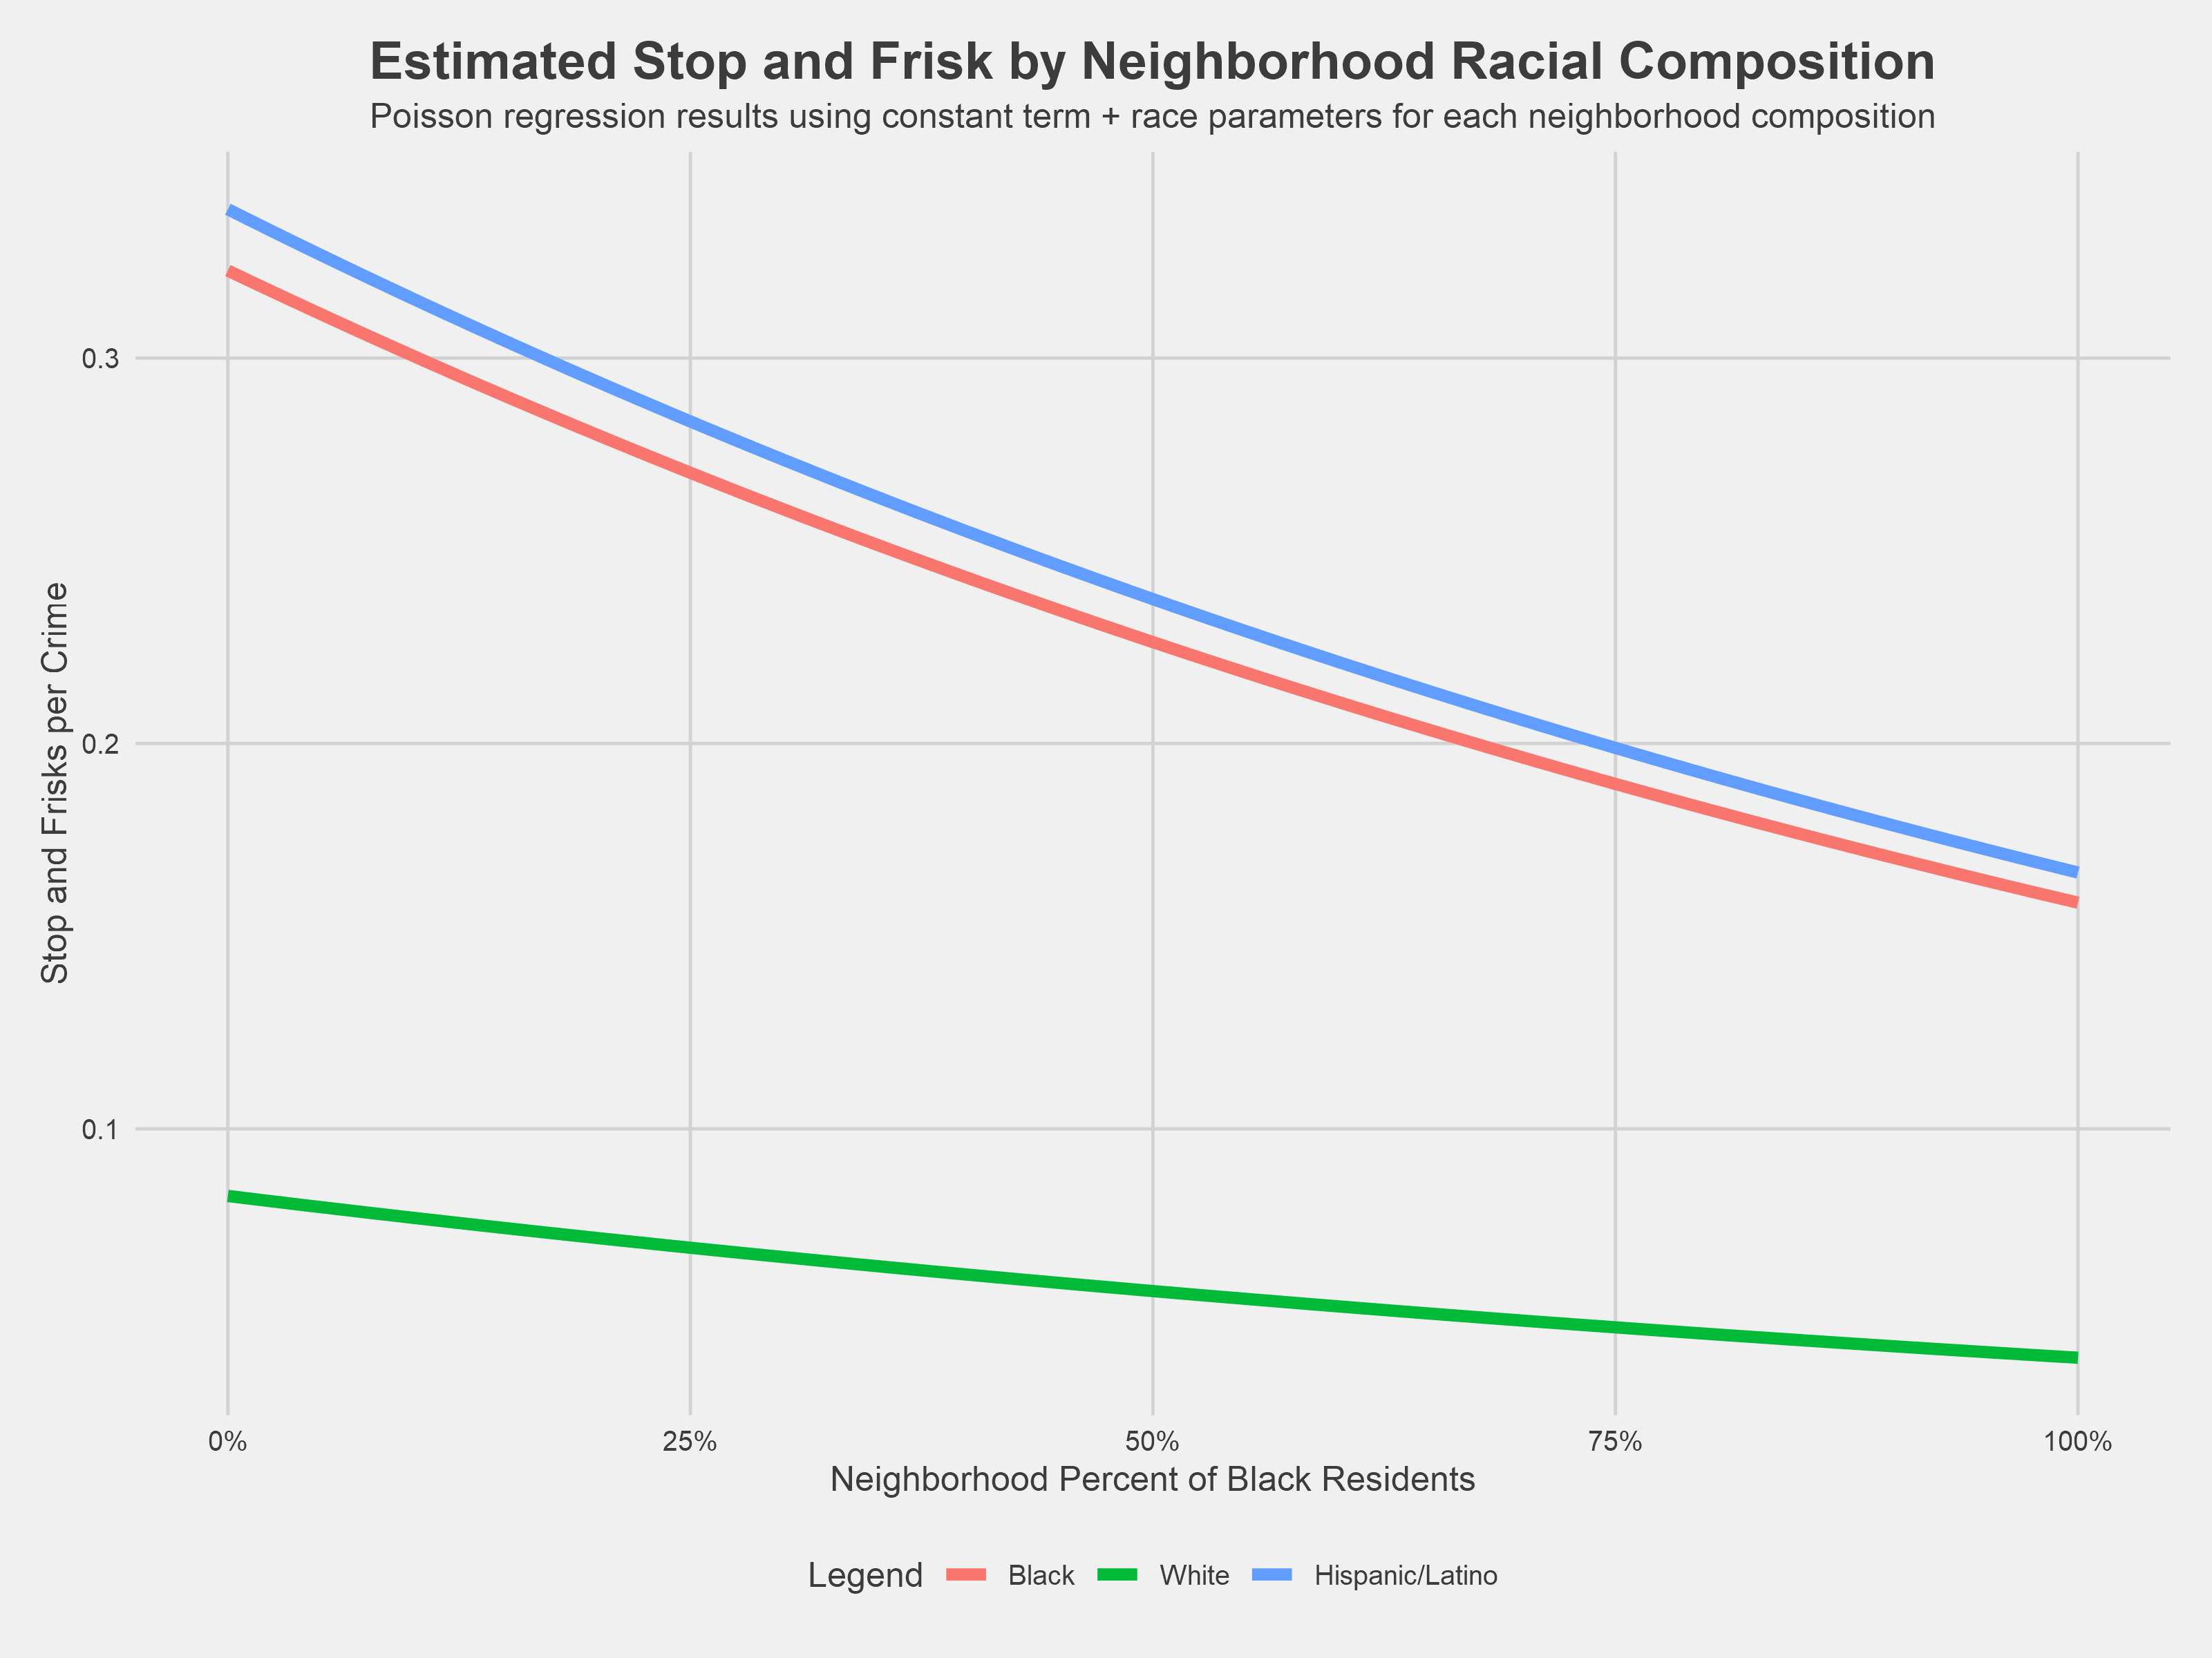 Estimated Stop and Frisk by Neighborhood Racial Composition
Poisson regression results using constant term + race parameters for each neighborhood composition
Stop and Frisks per Crime
0.3
0.2
0.1
0%
25%
50%
75%
100%
Neighborhood Percent of Black Residents
Legend
Black
White
Hispanic/Latino